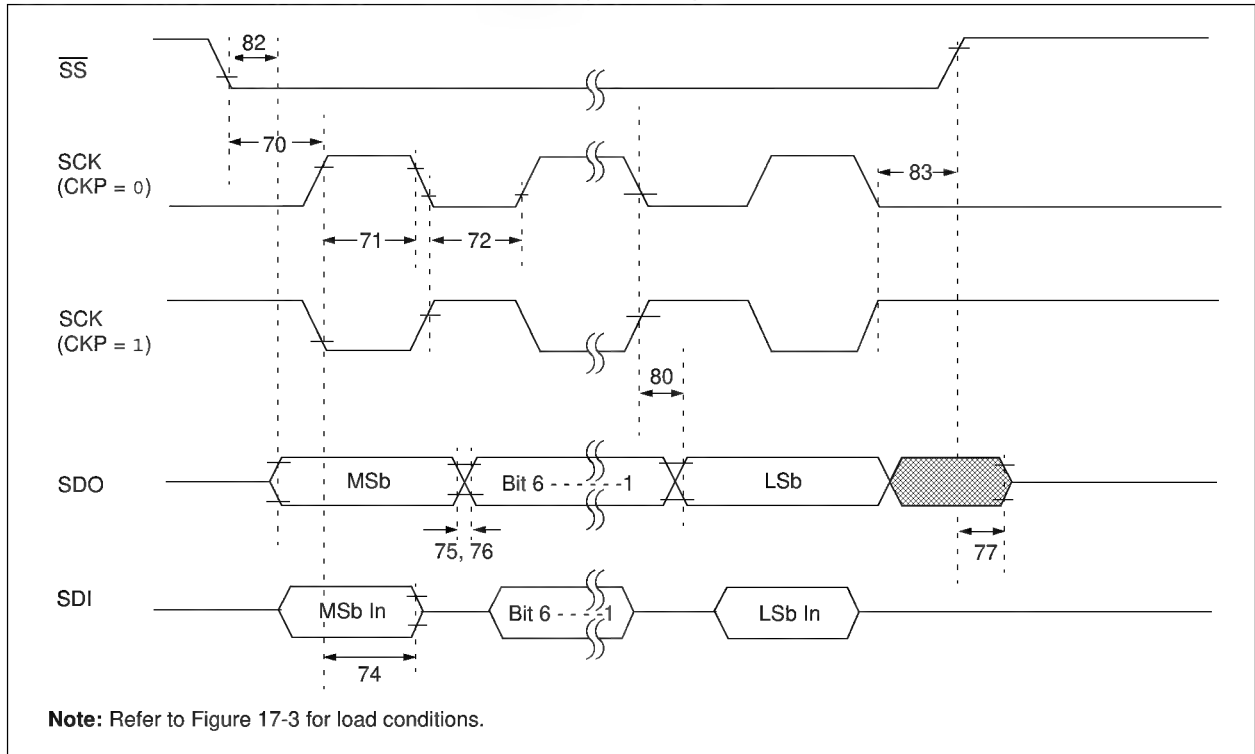 82
SS
70
SCK
(CKP = 0)
83
71
72
SCK
(CKP = 1)
80
SDO
MSb
Bit 6 - - - - - -1
LSb
75, 76
77
SDI
MSb In
Bit 6 - - - -1
LSb In
74
Note: Refer to Figure 17-3 for load conditions.